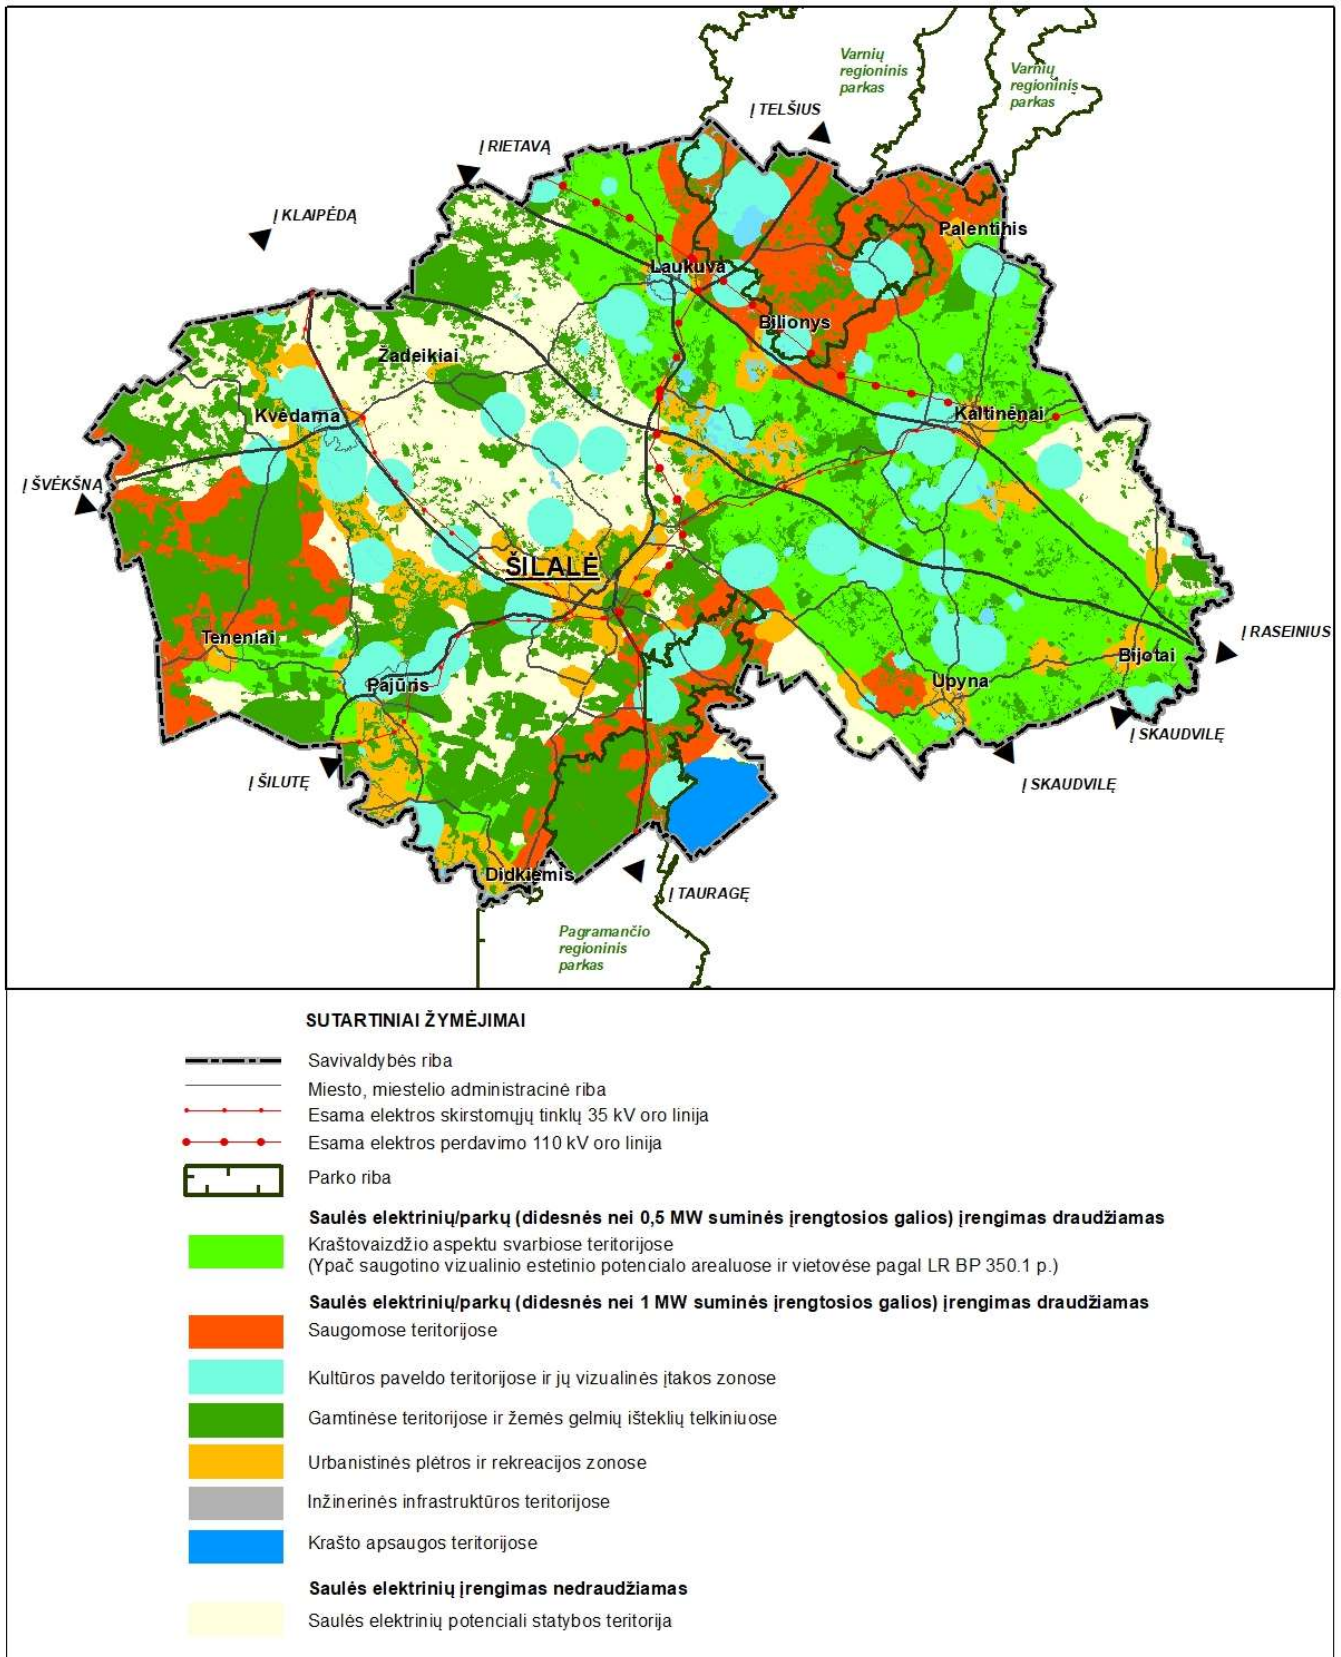 Varnių
regioninis
parkas
Varnių
regioninis
parkas
Į TELŠIUS
Į RIETAVĄ
Į KLAIPĖDĄ
Palentinis
Laukuva
Bilionys
Žadeikiai
Kvėdarna
Kaltinėnai
Į ŠVĖKŠNĄ
ŠILALĖ
Teneniai
Į RASEINIUS
Bijotai
Pajūris
Upyna
Į SKAUDVILĘ
Į ŠILUTĘ
Į SKAUDVILĘ
Didkiemis
Į TAURAGĘ
Pagramančio
regioninis
parkas
SUTARTINIAI ŽYMĖJIMAI
Savivaldybės riba
Miesto, miestelio administracinė riba
Esama elektros skirstomųjų tinklų 35 kV oro linija
Esama elektros perdavimo 110 kV oro linija
Parko riba
Saulės elektrinių/parkų (didesnės nei 0,5 MW suminės įrengtosios galios) įrengimas draudžiamas
Kraštovaizdžio aspektu svarbiose teritorijose
(Ypač saugotino vizualinio estetinio potencialo arealuose ir vietovėse pagal LR BP 350.1 p.)
Saulės elektrinių/parkų (didesnės nei 1 MW suminės įrengtosios galios) įrengimas draudžiamas
Saugomose teritorijose
Kultūros paveldo teritorijose ir jų vizualinės įtakos zonose
Gamtinėse teritorijose ir žemės gelmių išteklių telkiniuose
Urbanistinės plėtros ir rekreacijos zonose
Inžinerinės infrastruktūros teritorijose
Krašto apsaugos teritorijose
Saulės elektrinių įrengimas nedraudžiamas
Saulės elektrinių potenciali statybos teritorija